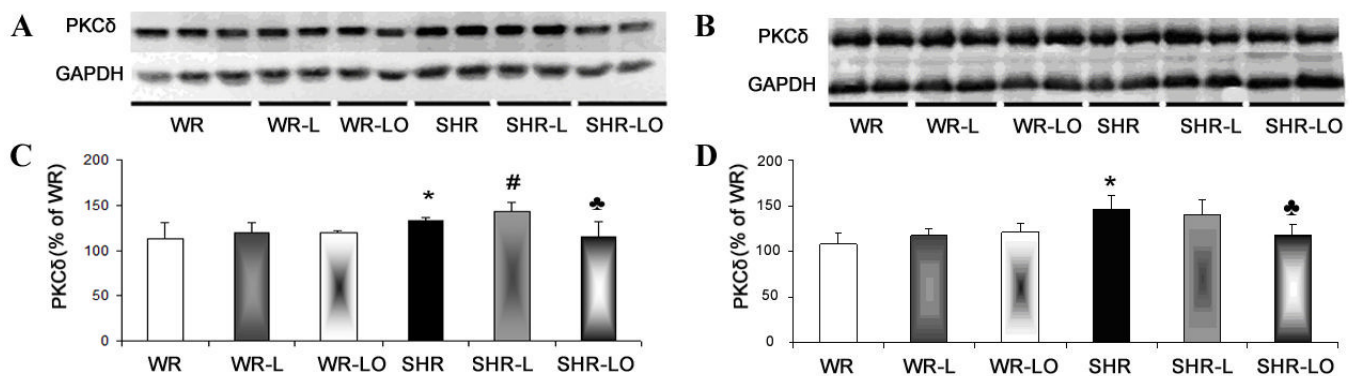 A
PKCδ
GAPDH
WR WR-L WR-LO SHR SHR-L SHR-LO
B
PKCδ
GAPDH
WR WR-L WR-LO SHR SHR-L SHR-LO
C
PKCδ (% of WR)
200
150
100
50
0
* # ♣
WR WR-L WR-LO SHR SHR-L SHR-LO
D
PKCδ (% of WR)
200
150
100
50
0
* ♣
WR WR-L WR-LO SHR SHR-L SHR-LO